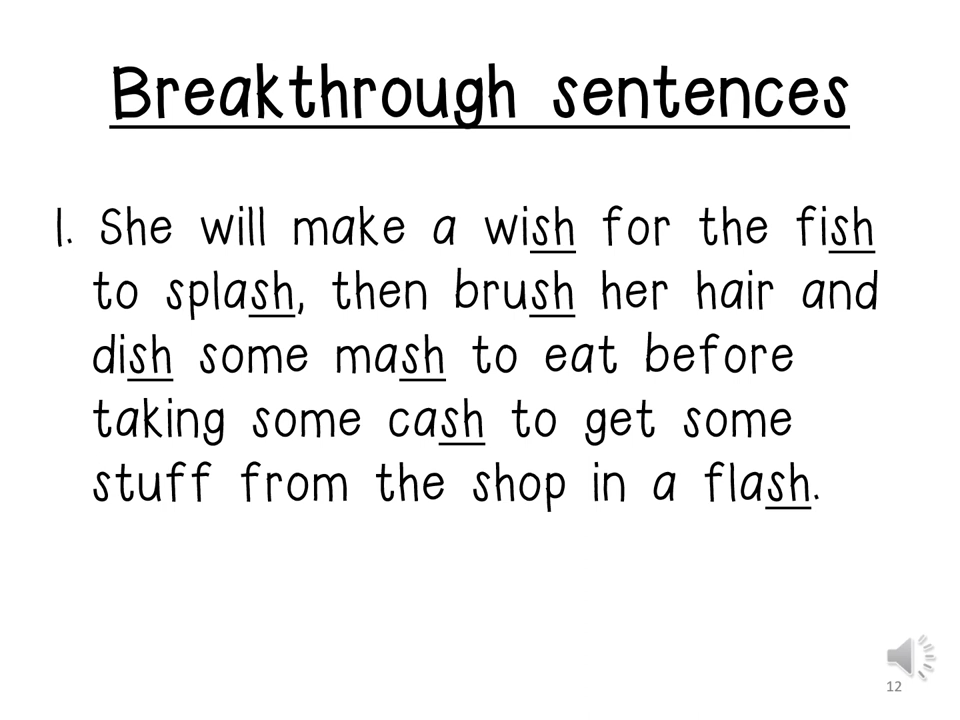 Breakthrough sentences
1. She will make a wish for the fish
to splash, then brush her hair and
dish some mash to eat before
taking some cash to get some
stuff from the shop in a flash.
12